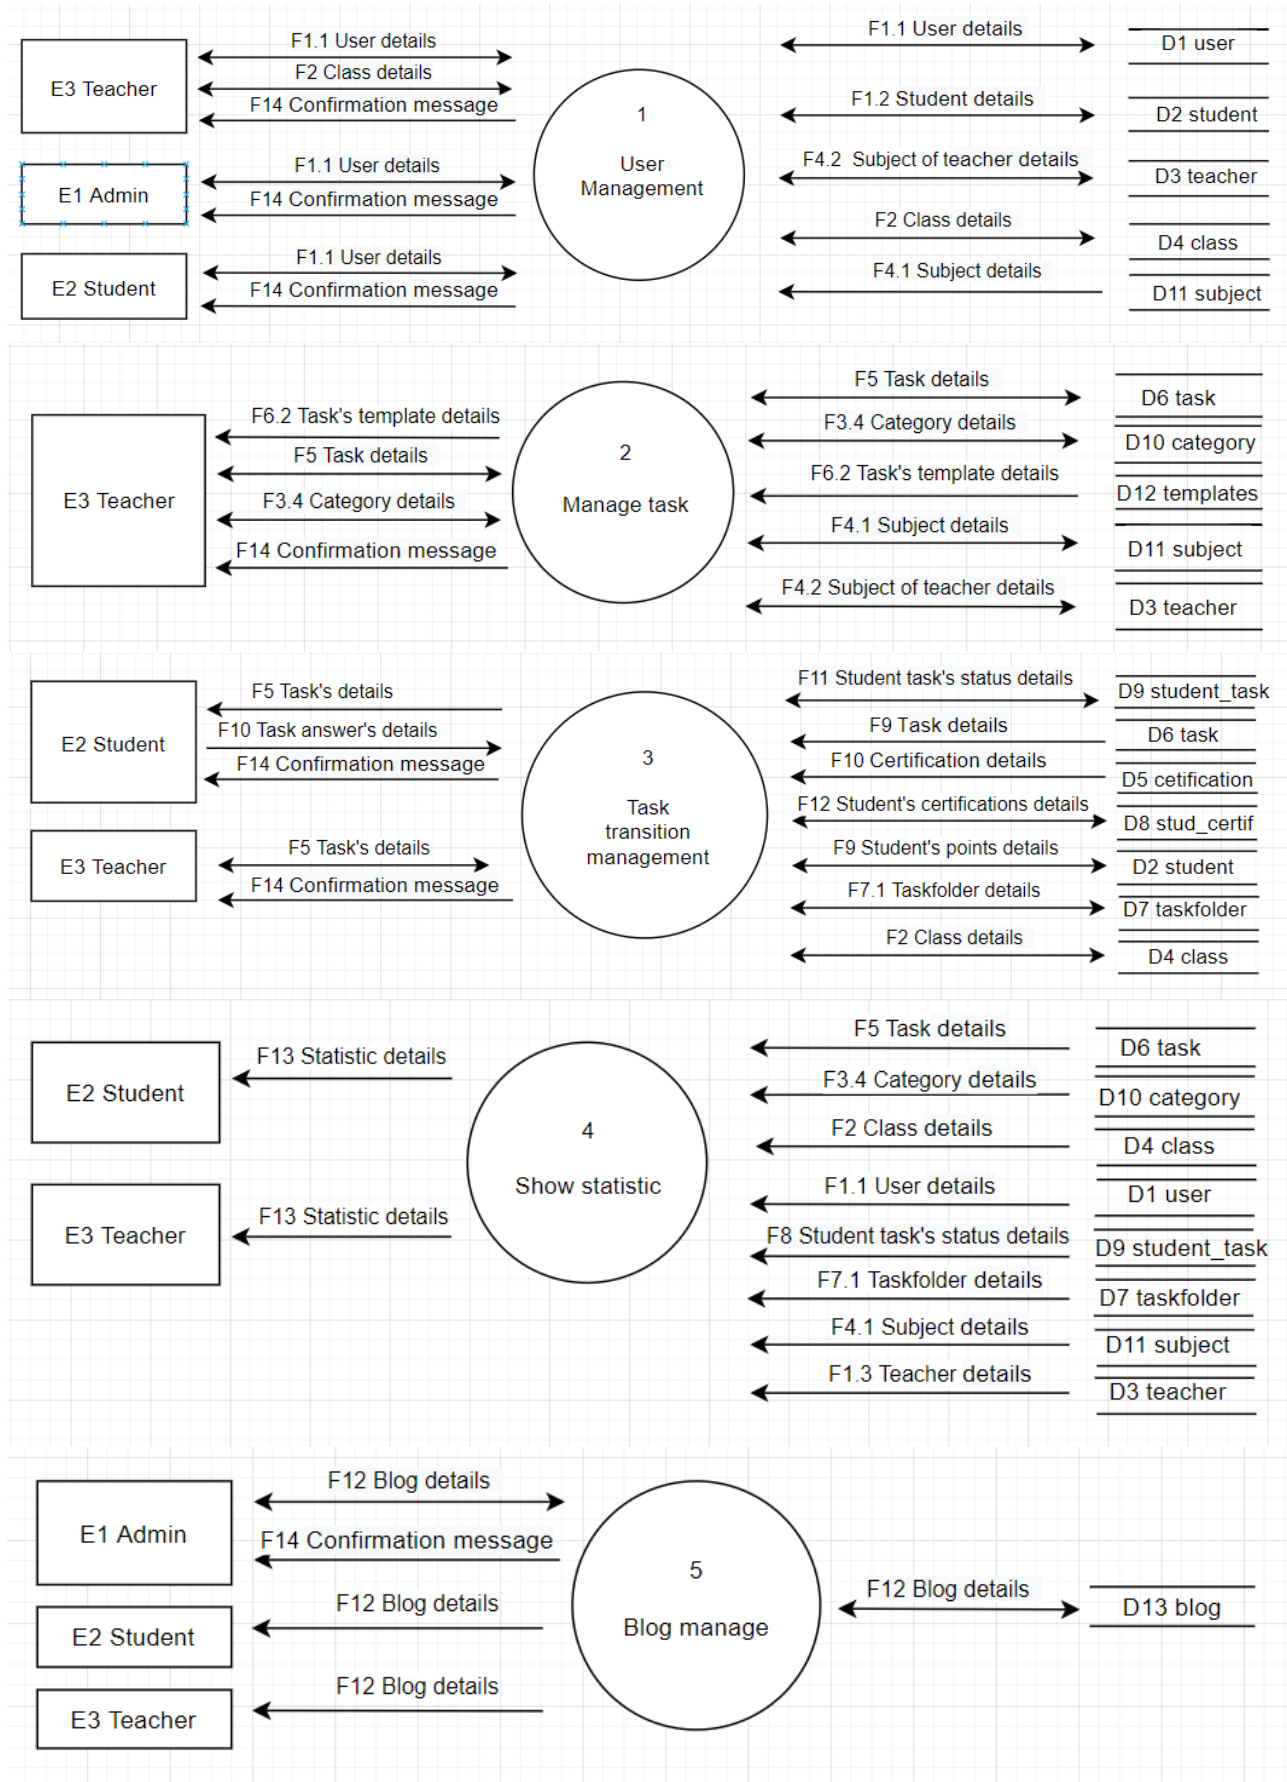 F1.1 User details
F2 Class details
F14 Confirmation message
E3 Teacher
F1.1 User details
F14 Confirmation message
E1 Admin
F1.1 User details
F14 Confirmation message
E2 Student
1
User
Management
F1.1 User details
D1 user
F1.2 Student details
D2 student
F4.2 Subject of teacher details
D3 teacher
F2 Class details
D4 class
F4.1 Subject details
D11 subject
F6.2 Task's template details
F5 Task details
F3.4 Category details
F14 Confirmation message
E3 Teacher
2
Manage task
F5 Task details
D6 task
F3.4 Category details
D10 category
F6.2 Task's template details
D12 templates
F4.1 Subject details
D11 subject
F4.2 Subject of teacher details
D3 teacher
F5 Task's details
F10 Task answer's details
F14 Confirmation message
E2 Student
F5 Task's details
F14 Confirmation message
E3 Teacher
3
Task
transition
management
F11 Student task's status details
D9 student_task
F9 Task details
D6 task
F10 Certification details
D5 cetification
F12 Student's certifications details
D8 stud_certif
F9 Student's points details
D2 student
F7.1 Taskfolder details
D7 taskfolder
F2 Class details
D4 class
F13 Statistic details
E2 Student
F13 Statistic details
E3 Teacher
4
Show statistic
F5 Task details
D6 task
F3.4 Category details
D10 category
F2 Class details
D4 class
F1.1 User details
D1 user
F8 Student task's status details
D9 student_task
F7.1 Taskfolder details
D7 taskfolder
F4.1 Subject details
D11 subject
F1.3 Teacher details
D3 teacher
F12 Blog details
F14 Confirmation message
E1 Admin
F12 Blog details
E2 Student
F12 Blog details
E3 Teacher
5
Blog manage
F12 Blog details
D13 blog